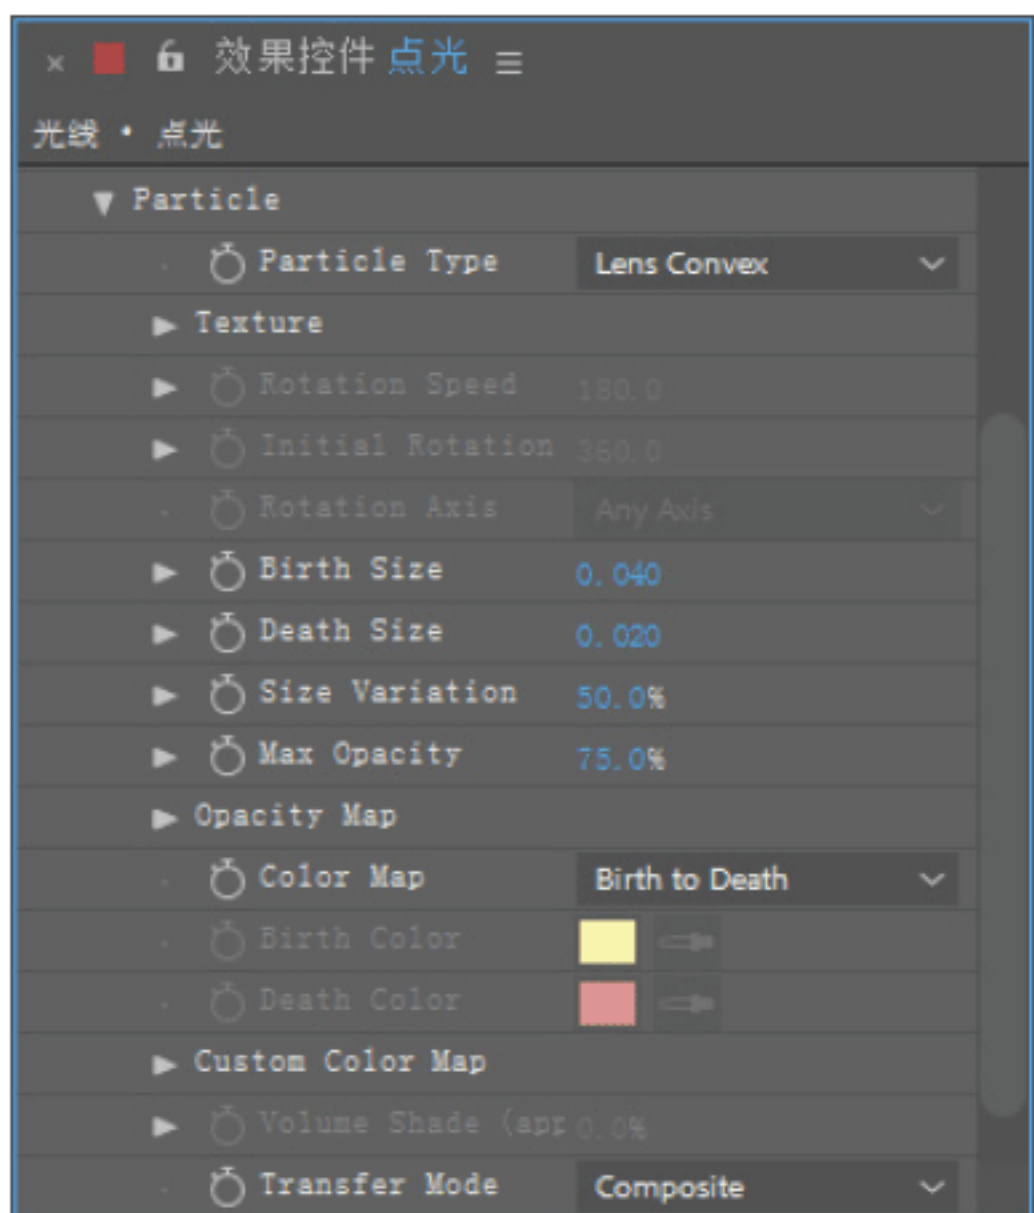 效果控件 点光
光线 · 点光
Particle
Particle Type Lens Convex
Texture
Rotation Speed 180.0
Initial Rotation 360.0
Rotation Axis Any Axis
Birth Size 0.040
Death Size 0.020
Size Variation 50.0%
Max Opacity 75.0%
Opacity Map
Color Map Birth to Death
Birth Color
Death Color
Custom Color Map
Volume Shade (app 0.0%
Transfer Mode Composite